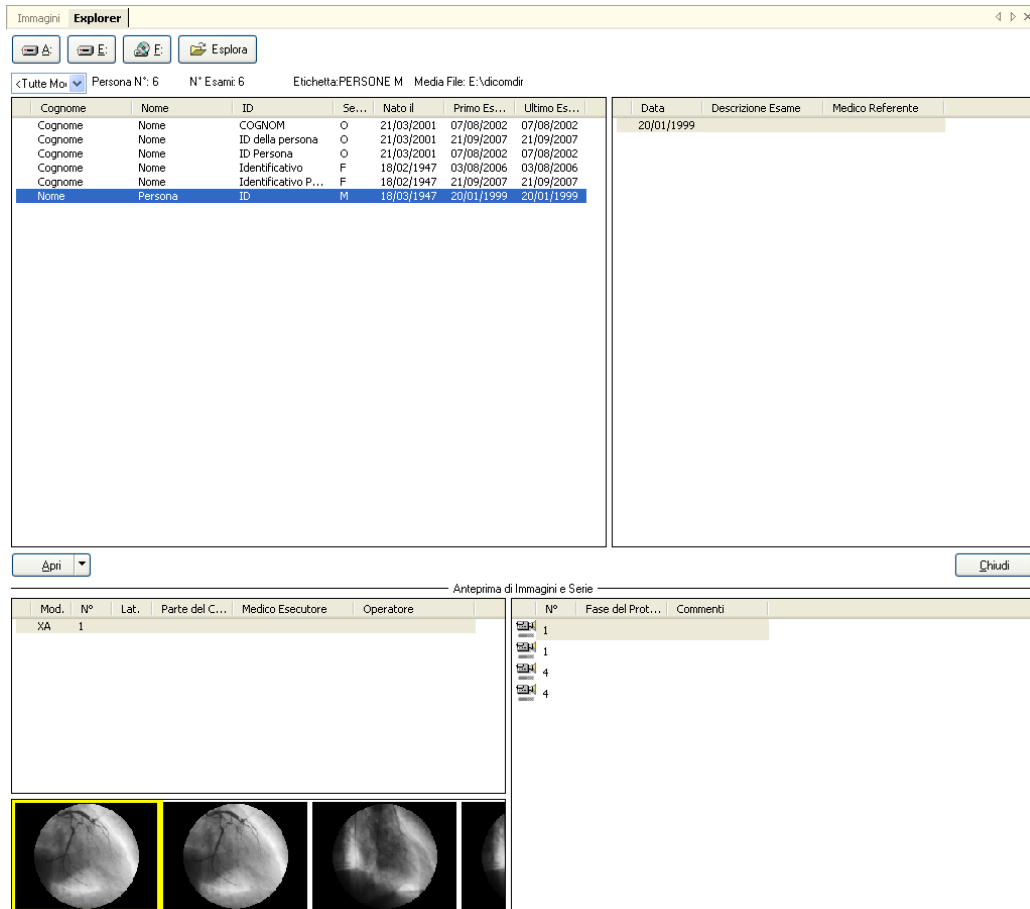 Immagini Explorer
A: E: F: Esplora
<Tutte Mo Persona N°: 6 N° Esami: 6 Etichetta:PERSONE M Media File: E:\dicomdir
Cognome Nome ID Se... Nato il Primo Es... Ultimo Es... Data Descrizione Esame Medico Referente
Cognome Nome COGNOM O 21/03/2001 07/08/2002 07/08/2002 20/01/1999
Cognome Nome ID della persona O 21/03/2001 21/09/2007 21/09/2007
Cognome Nome ID Persona O 21/03/2001 07/08/2002 07/08/2002
Cognome Nome Identificativo F 18/02/1947 03/08/2006 03/08/2006
Cognome Nome Identificativo P... F 18/02/1947 21/09/2007 21/09/2007
Nome Persona ID M 18/03/1947 20/01/1999 20/01/1999
Apri Chiudi
Anteprima di Immagini e Serie
Mod. N° Lat. Parte del C... Medico Esecutore Operatore N° Fase del Prot... Commenti
XA 1 1
1
4
4